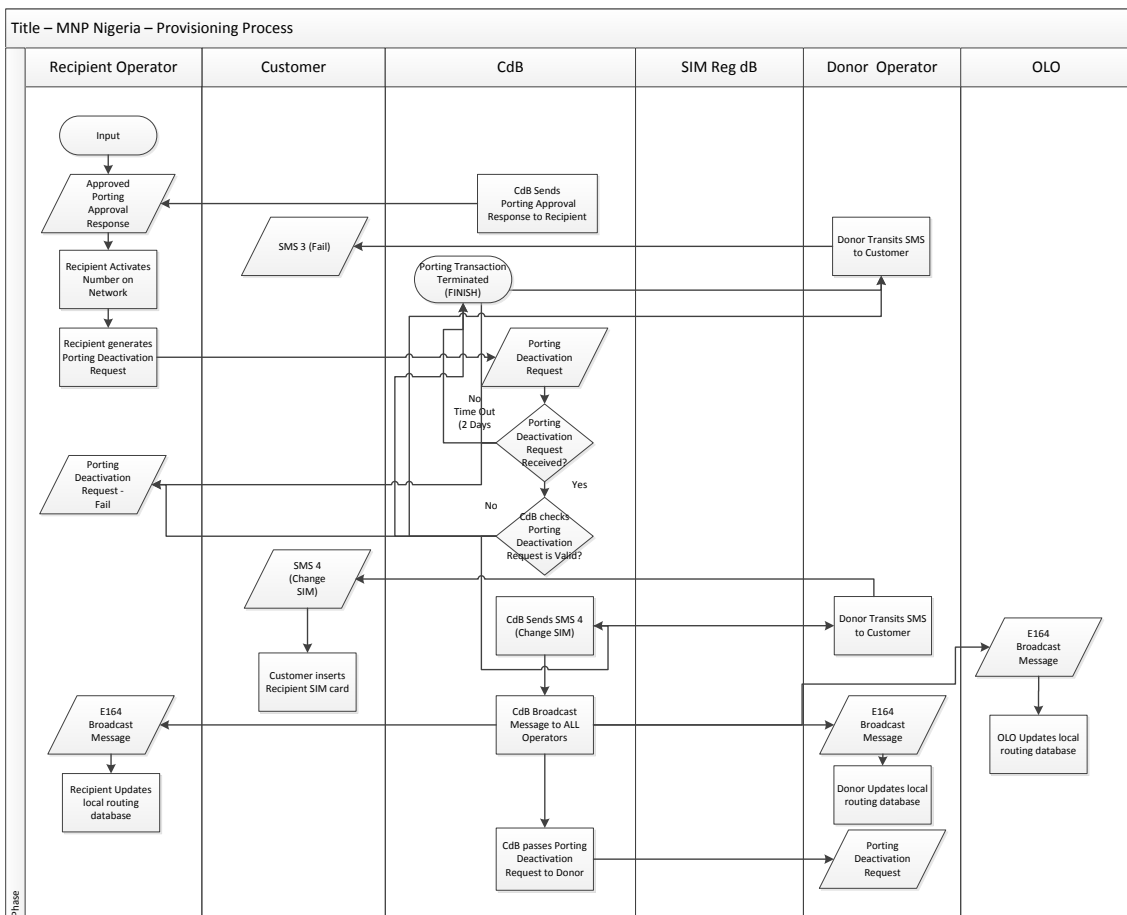 Title – MNP Nigeria – Provisioning Process
Recipient Operator
Customer
CdB
SIM Reg dB
Donor  Operator
OLO
Input
Approved
Porting
Approval
Response
CdB Sends
Porting Approval
Response to Recipient
SMS 3 (Fail)
Donor Transits SMS
to Customer
Recipient Activates
Number on
Network
Porting Transaction
Terminated
(FINISH)
Recipient generates
Porting Deactivation
Request
Porting
Deactivation
Request
No
Time Out
(2 Days
Porting
Deactivation
Request
Received?
Porting
Deactivation
Request -
Fail
Yes
No
CdB checks
Porting
Deactivation
Request is Valid?
SMS 4
(Change
SIM)
CdB Sends SMS 4
(Change SIM)
Donor Transits SMS
to Customer
E164
Broadcast
Message
Customer inserts
Recipient SIM card
E164
Broadcast
Message
CdB Broadcast
Message to ALL
Operators
E164
Broadcast
Message
OLO Updates local
routing database
Recipient Updates
local routing
database
Donor Updates local
routing database
CdB passes Porting
Deactivation
Request to Donor
Porting
Deactivation
Request
Phase